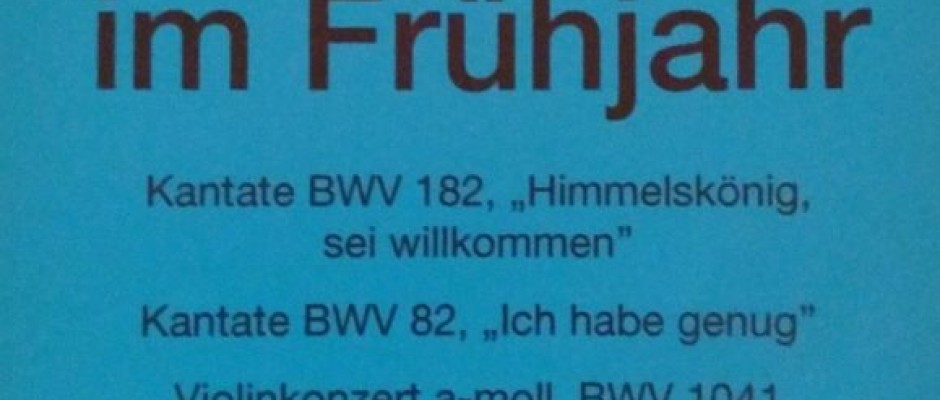 im Frühjahr
Kantate BWV 182, „Himmelskönig,
sei willkommen”
Kantate BWV 82, „Ich habe genug”
Violinkonzert a-moll, BWV 1041